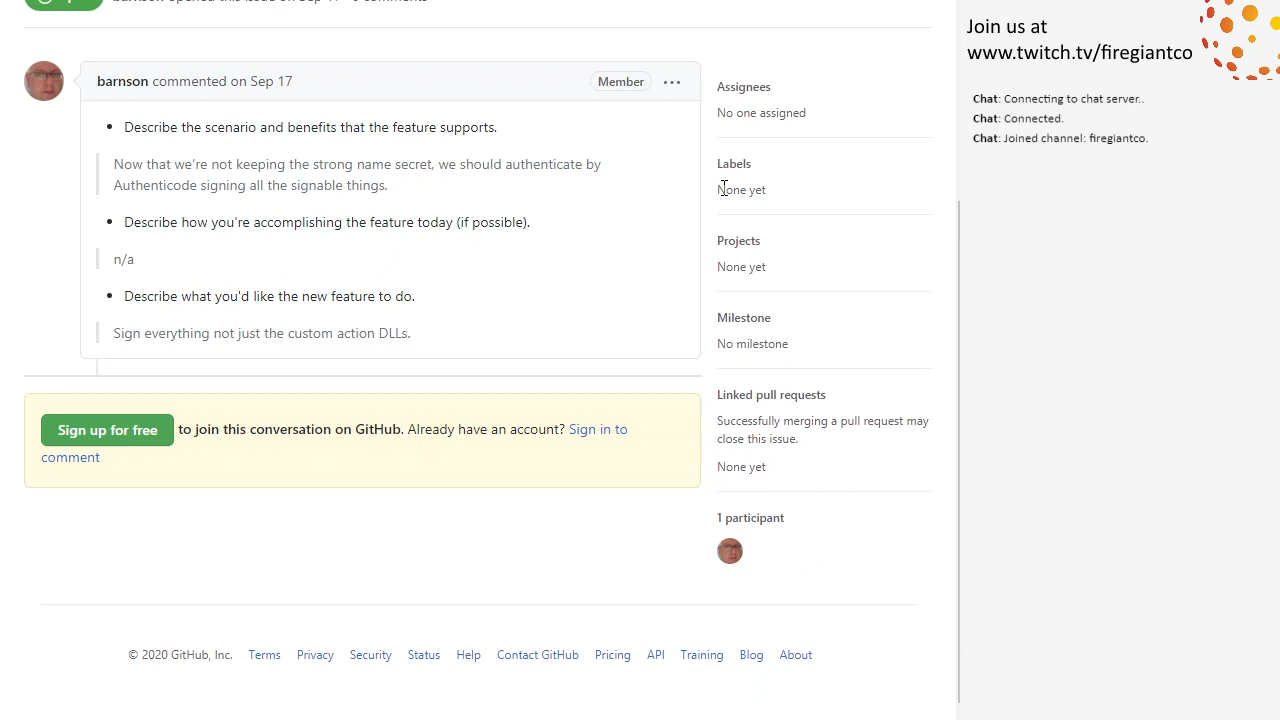 barnson commented on Sep 17
Member
Describe the scenario and benefits that the feature supports.
Now that we're not keeping the strong name secret, we should authenticate by
Authenticode signing all the signable things.
Describe how you're accomplishing the feature today (if possible).
n/a
Describe what you'd like the new feature to do.
Sign everything not just the custom action DLLs.
Sign up for free to join this conversation on GitHub. Already have an account? Sign in to
comment
Assignees
No one assigned
Labels
None yet
Projects
None yet
Milestone
No milestone
Linked pull requests
Successfully merging a pull request may
close this issue.
None yet
1 participant
© 2020 GitHub, Inc. Terms Privacy Security Status Help Contact GitHub Pricing API Training Blog About
Join us at
www.twitch.tv/firegiantco
Chat: Connecting to chat server..
Chat: Connected.
Chat: Joined channel: firegiantco.